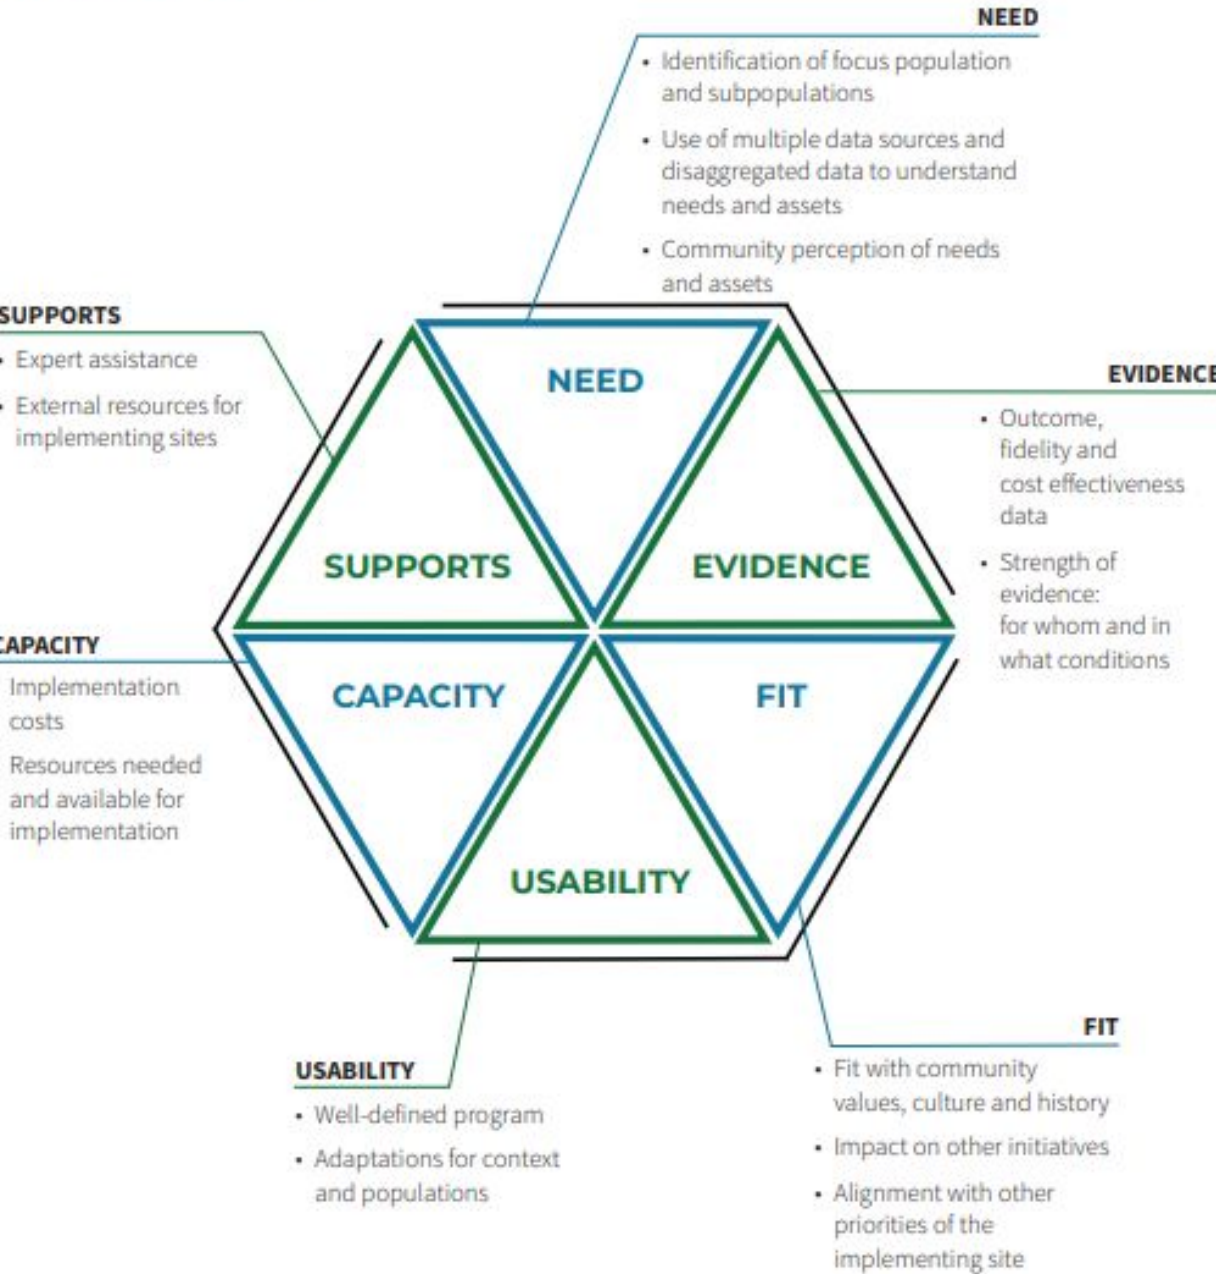 NEED
• Identification of focus population
and subpopulations
• Use of multiple data sources and
disaggregated data to understand
needs and assets
• Community perception of needs
and assets
SUPPORTS
• Expert assistance
• External resources for
implementing sites
EVIDENCE
• Outcome,
fidelity and
cost effectiveness
data
• Strength of
evidence:
for whom and in
what conditions
NEED
SUPPORTS
EVIDENCE
CAPACITY
FIT
USABILITY
CAPACITY
Implementation
costs
Resources needed
and available for
implementation
USABILITY
• Well-defined program
• Adaptations for context
and populations
FIT
• Fit with community
values, culture and history
• Impact on other initiatives
• Alignment with other
priorities of the
implementing site